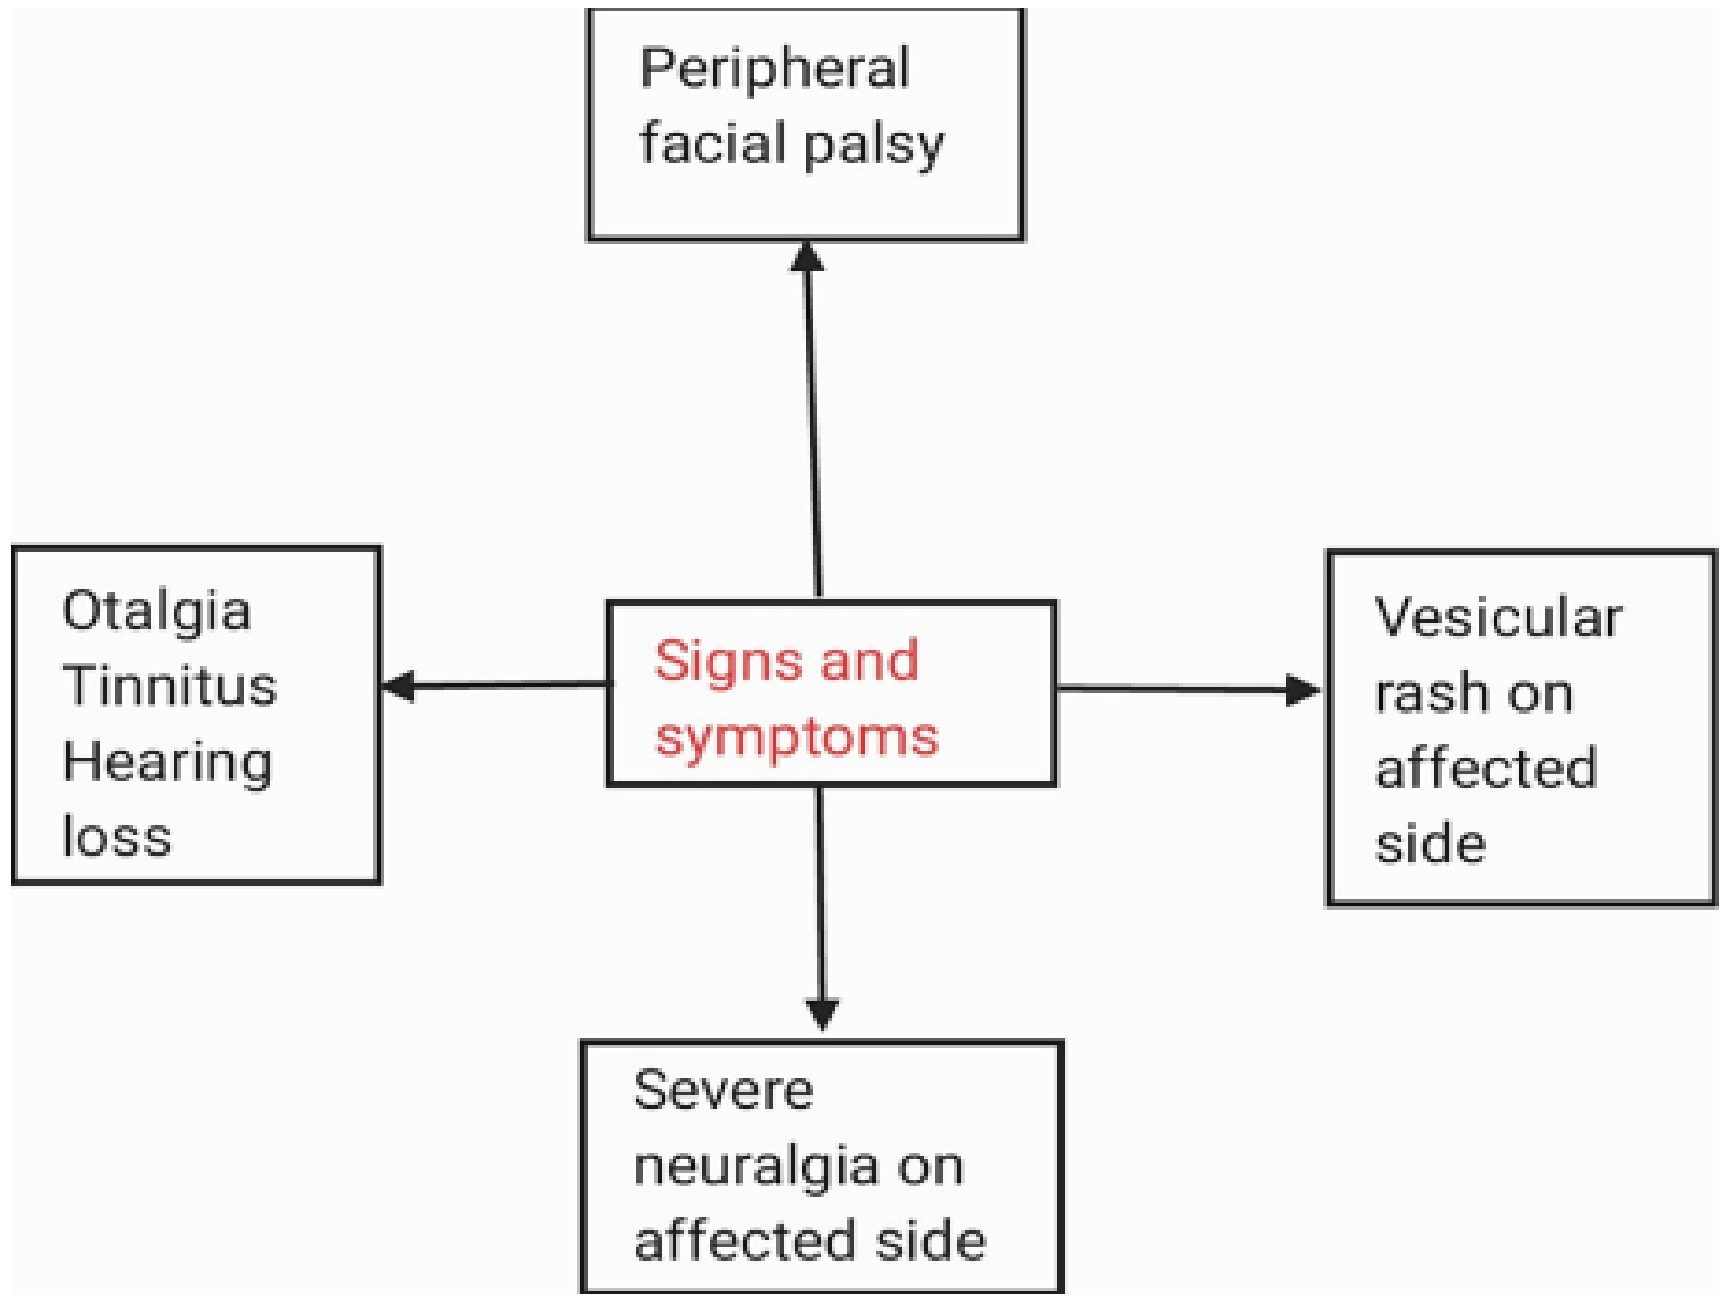 Peripheral
facial palsy
Otalgia
Tinnitus
Hearing
loss
Signs and
symptoms
Vesicular
rash on
affected
side
Severe
neuralgia on
affected side